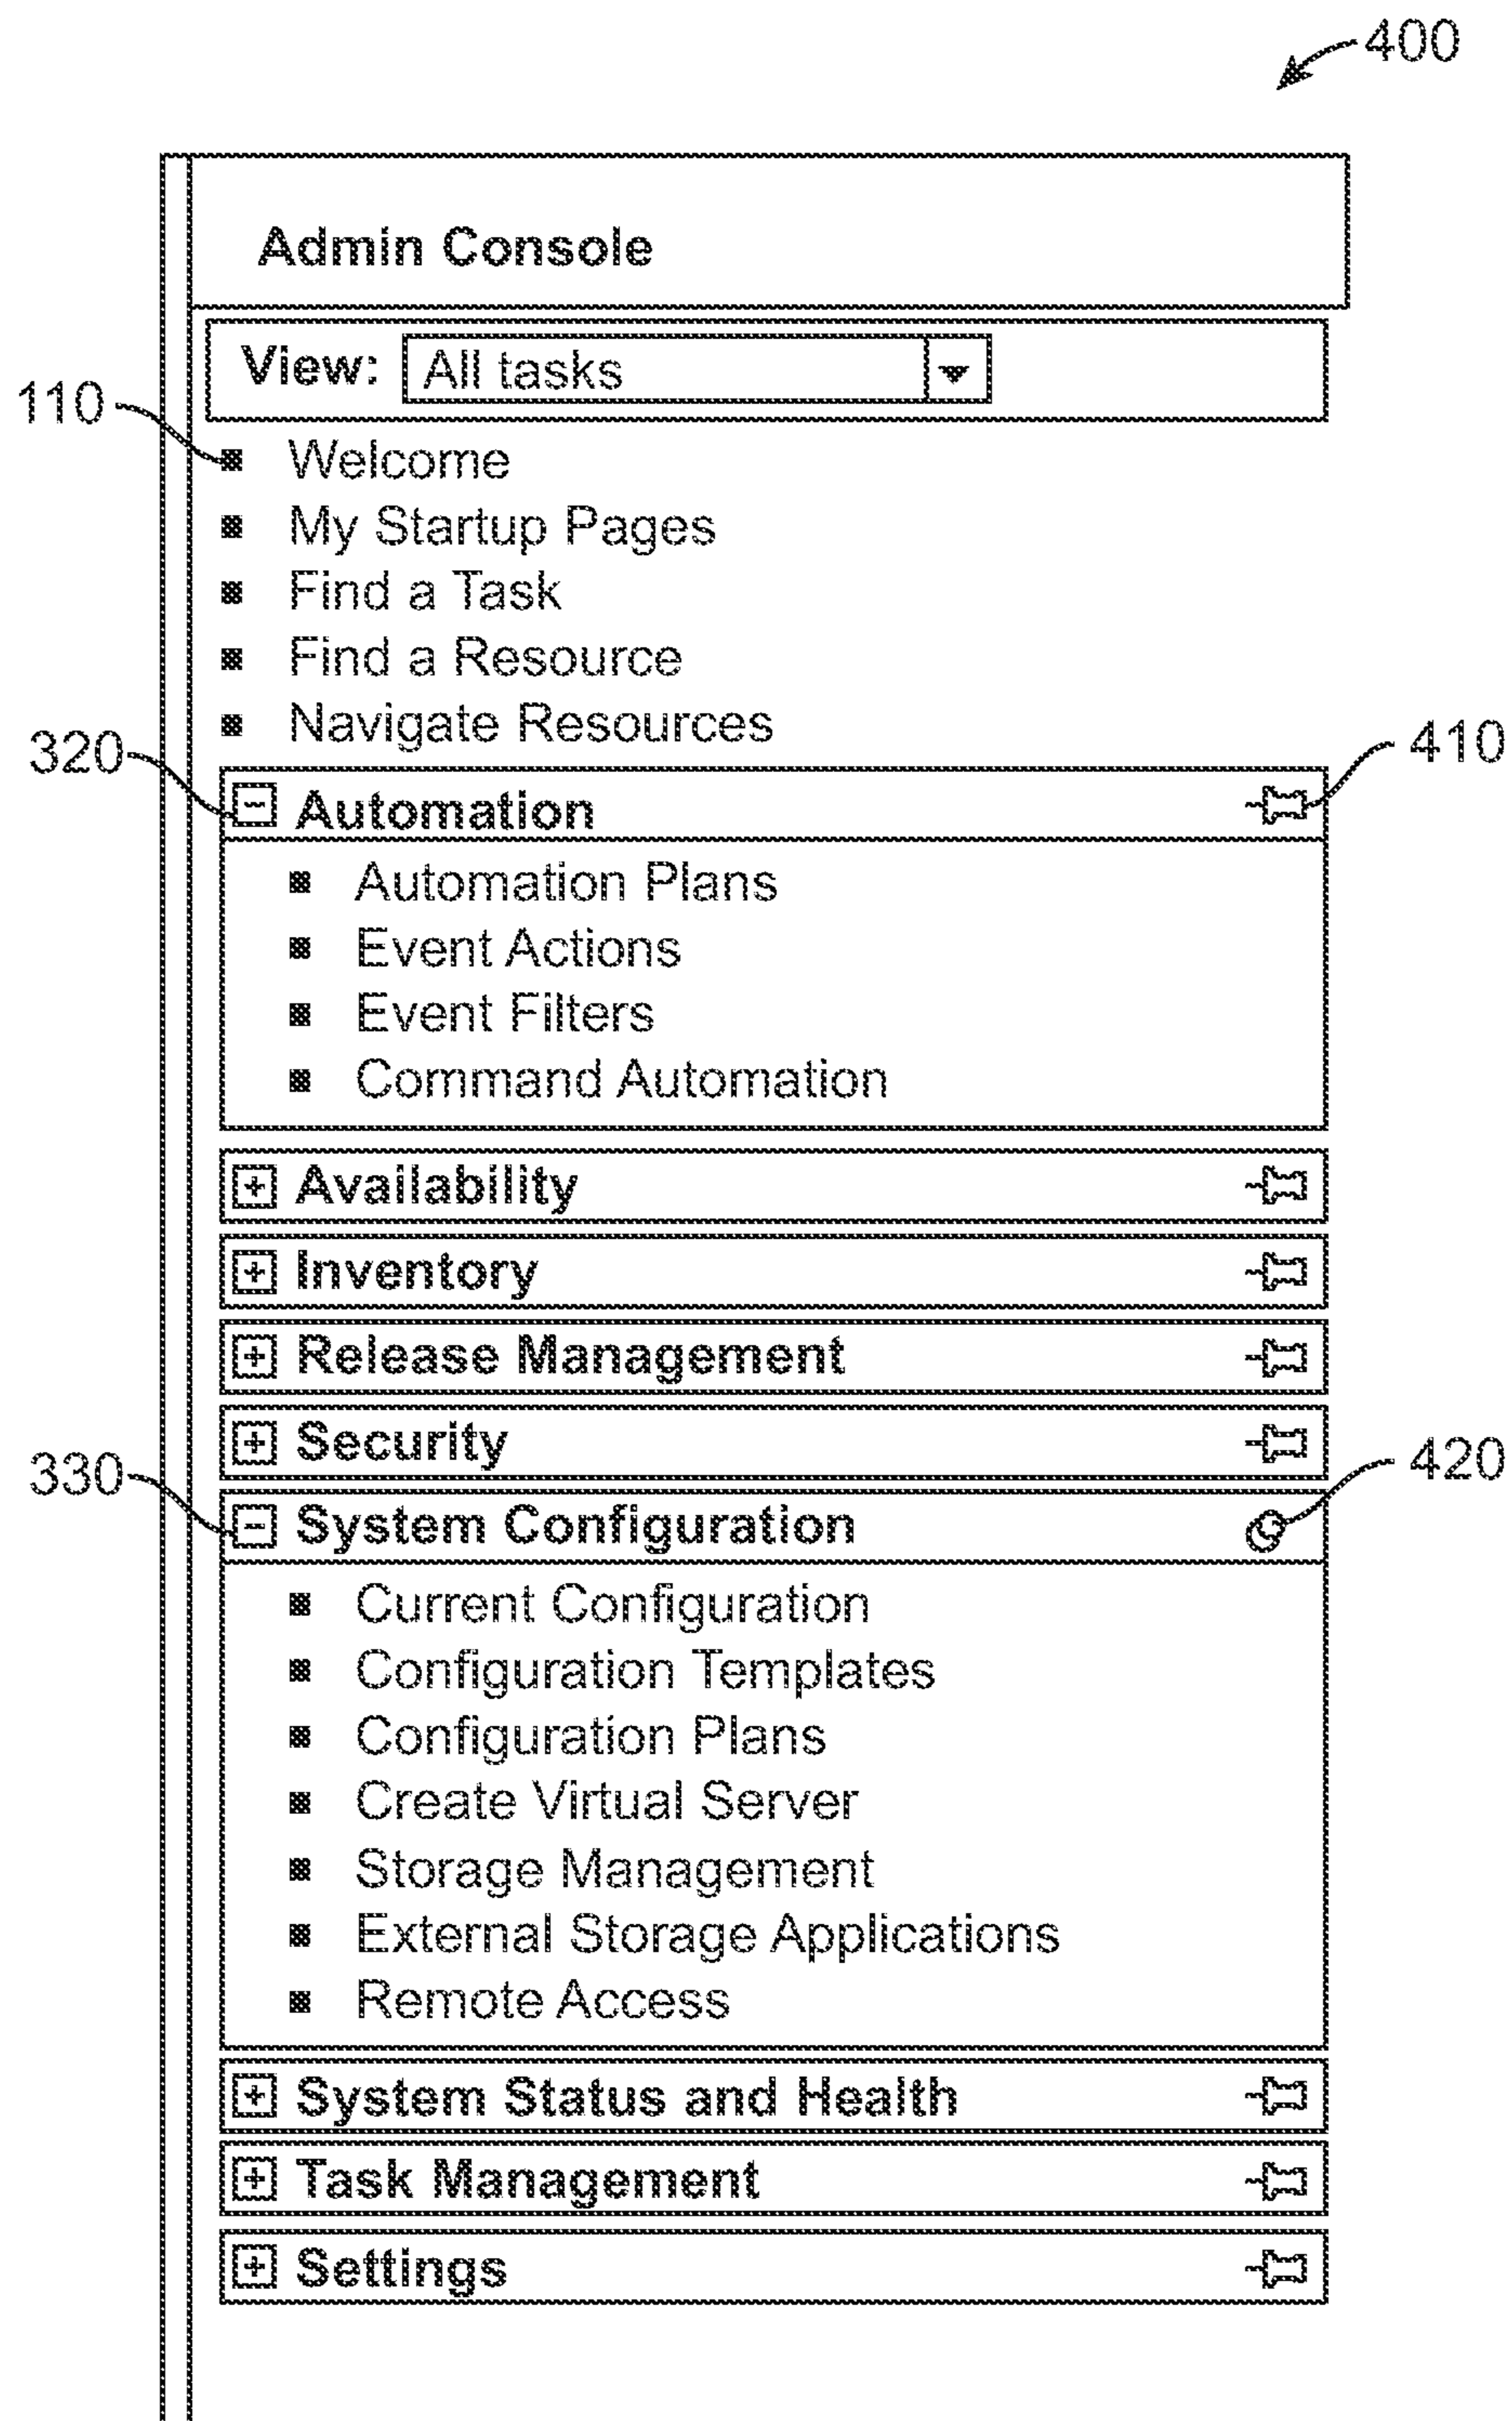 400
Admin Console
View: All tasks
110
Welcome
My Startup Pages
Find a Task
Find a Resource
Navigate Resources
320
410
Automation
Automation Plans
Event Actions
Event Filters
Command Automation
Availability
Inventory
Release Management
Security
330
420
System Configuration
Current Configuration
Configuration Templates
Configuration Plans
Create Virtual Server
Storage Management
External Storage Applications
Remote Access
System Status and Health
Task Management
Settings